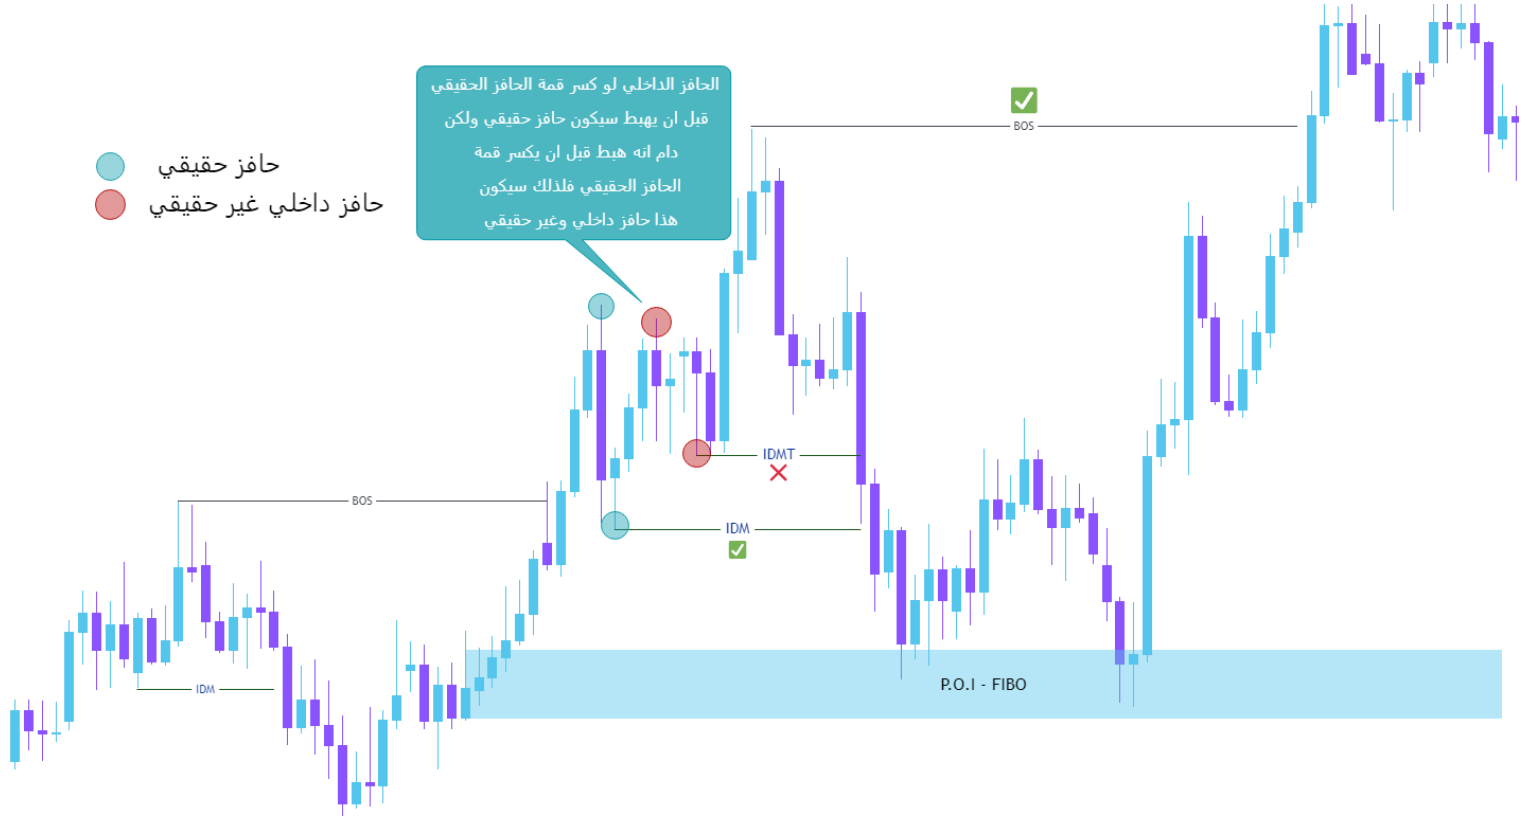 الحافز الداخلي لو كسر قمة الحافز الحقيقي
قبل ان يهبط سيكون حافز حقيقي ولكن
دام انه هبط قبل ان يكسر قمة
الحافز الحقيقي فلذلك سيكون
هذا حافز داخلي وغير حقيقي
BOS
حافز حقيقي
حافز داخلي غير حقيقي
IDMT
BOS
IDM
IDM
P.O.I - FIBO